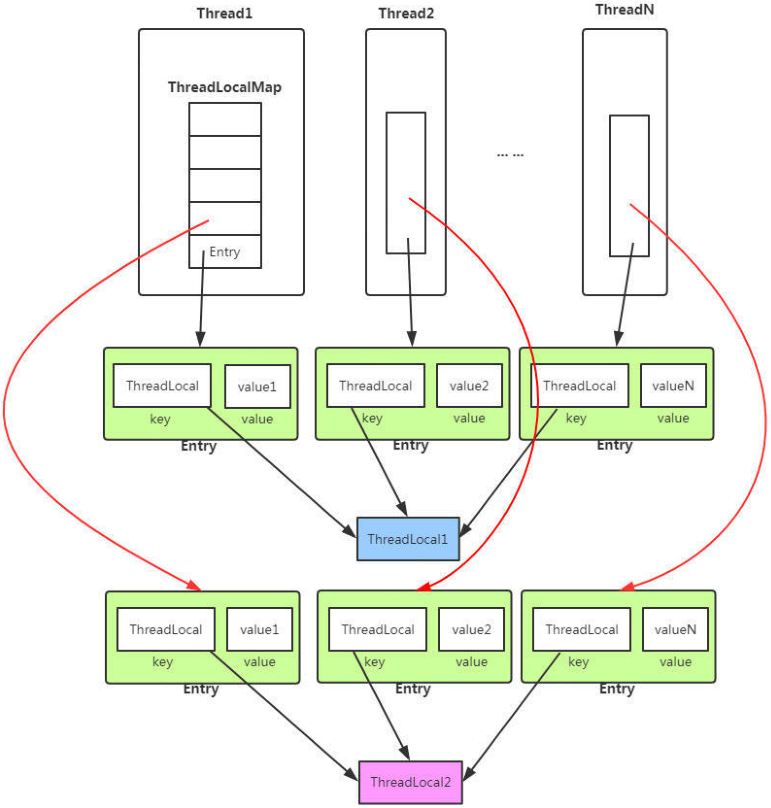 Thread1
Thread2
ThreadN
ThreadLocalMap
... ...
Entry
ThreadLocal
value1
key
value
Entry
ThreadLocal
value2
key
value
Entry
ThreadLocal
valueN
key
value
Entry
ThreadLocal1
ThreadLocal
value1
key
value
Entry
ThreadLocal
value2
key
value
Entry
ThreadLocal
valueN
key
value
Entry
ThreadLocal2